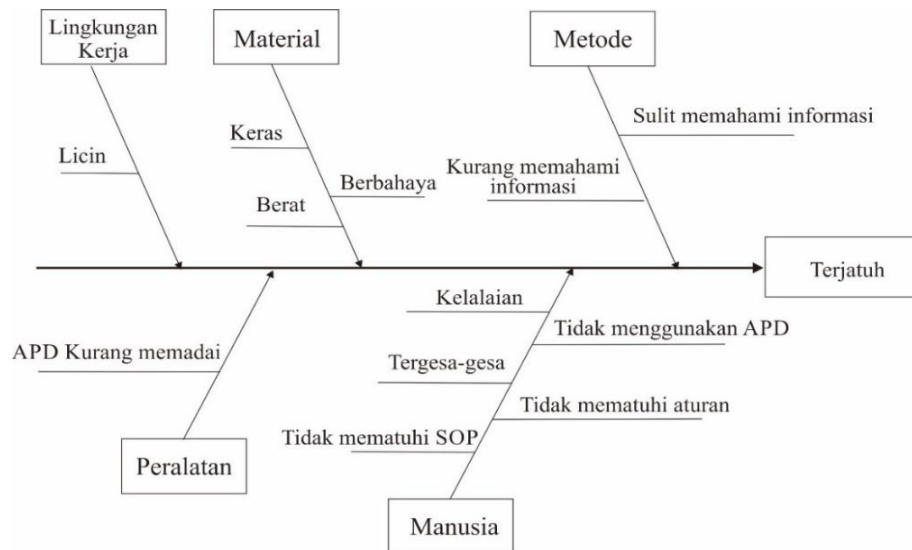 Lingkungan
Kerja
Material
Metode
Licin
Keras
Berbahaya
Berat
Sulit memahami informasi
Kurang memahami
informasi
Terjatuh
APD Kurang memadai
Peralatan
Kelalaian
Tidak menggunakan APD
Tergesa-gesa
Tidak mematuhi aturan
Tidak mematuhi SOP
Manusia